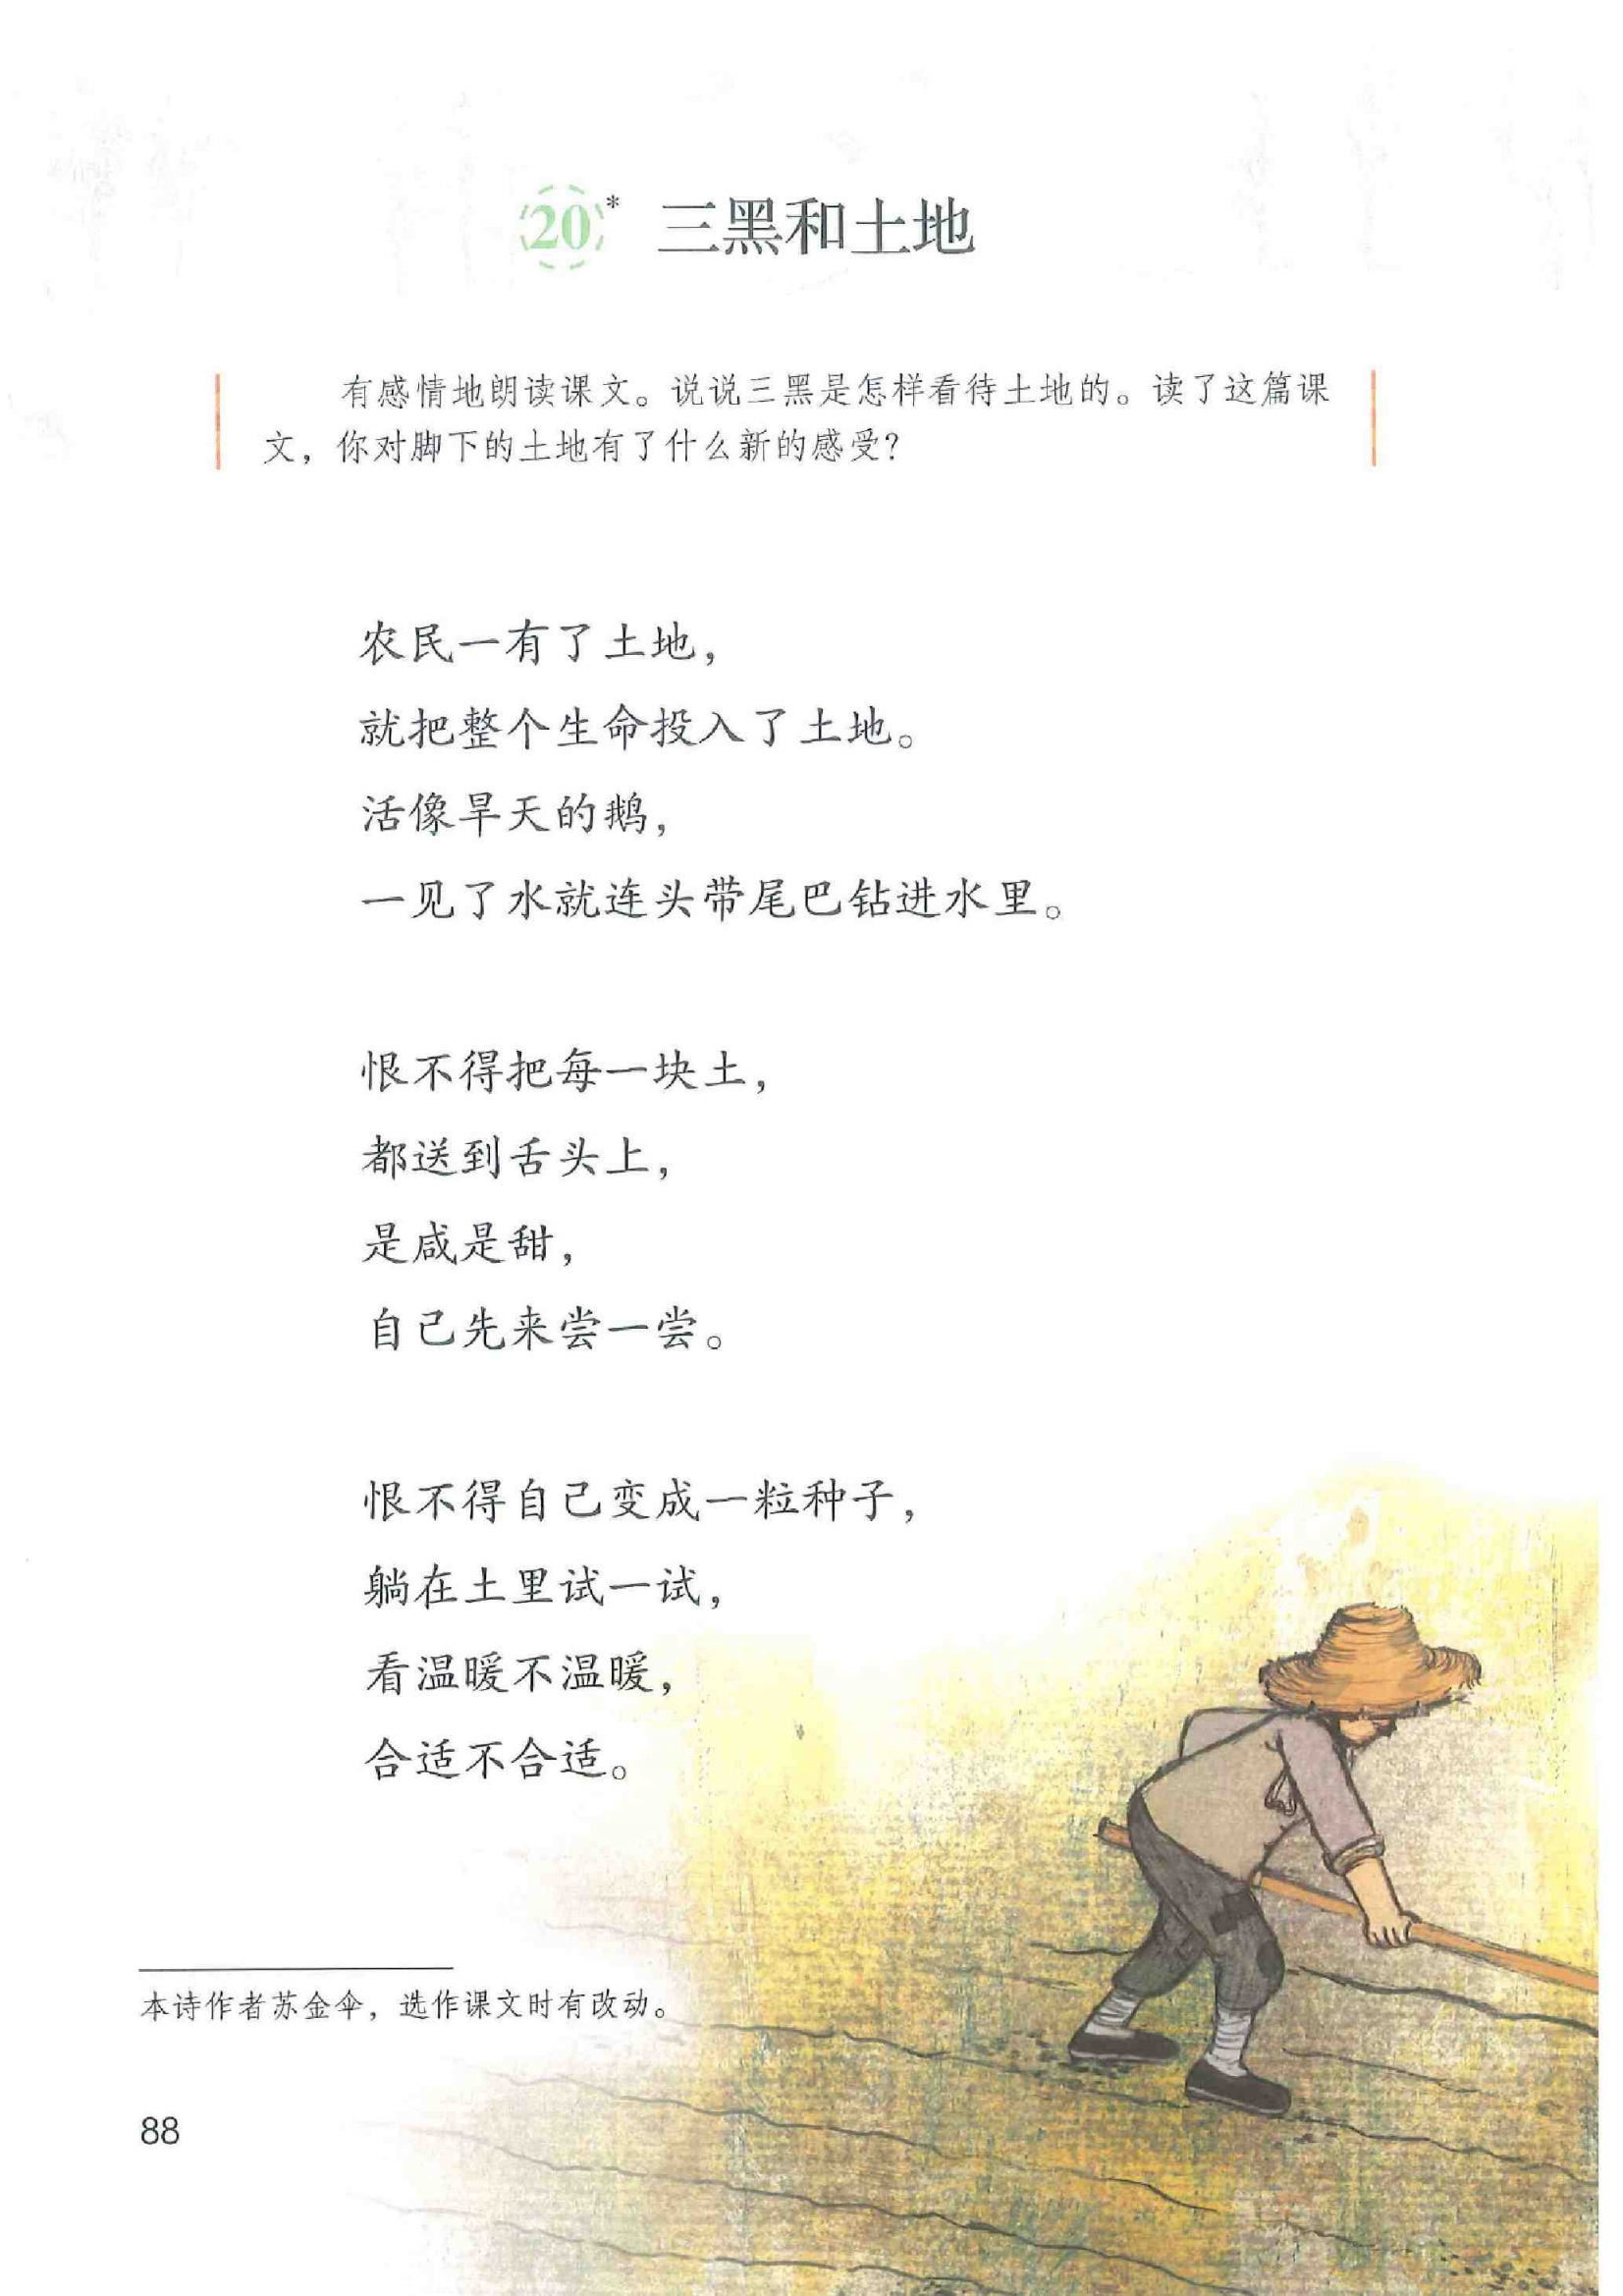 20* 三黑和土地
有感情地朗读课文。说说三黑是怎样看待土地的。读了这篇课
文，你对脚下的土地有了什么新的感受？
农民一有了土地，
就把整个生命投入了土地。
活像旱天的鹅，
一见了水就连头带尾巴钻进水里。
恨不得把每一块土，
都送到舌头上，
是咸是甜，
自己先来尝一尝。
恨不得自己变成一粒种子，
躺在土里试一试，
看温暖不温暖，
合适不合适。
本诗作者苏金伞，选作课文时有改动。
88